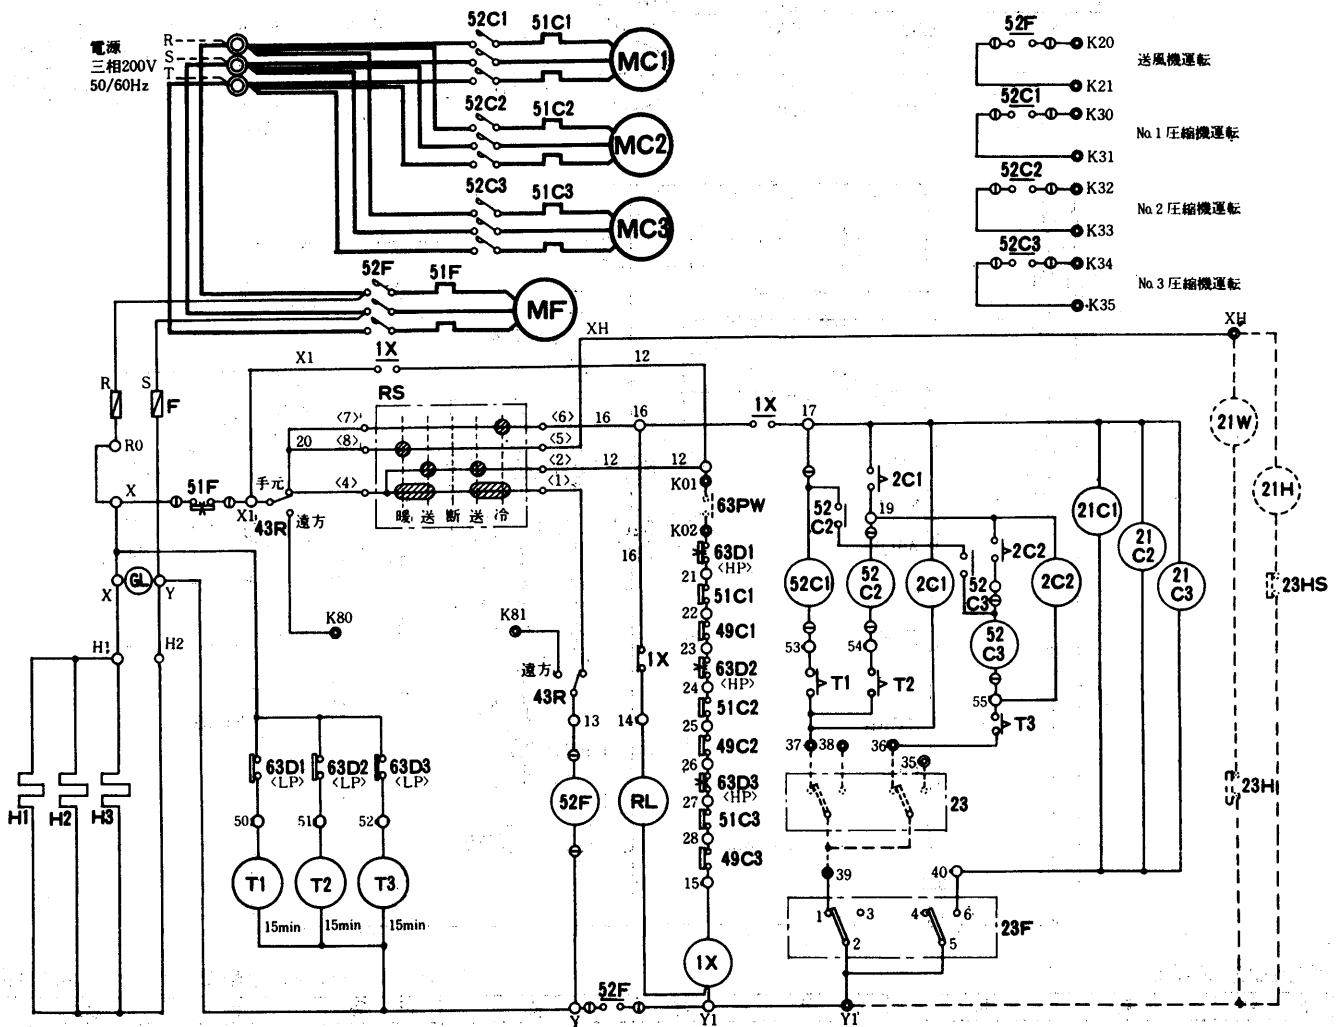 52C1 51C1
電源
三相200V
50/60Hz
R
S
T
MC1
52C2 51C2
MC2
52C3 51C3
MC3
52F 51F
MF
52F
K20
送風機運転
K21
52C1
K30
No.1圧縮機運転
K31
52C2
K32
No.2圧縮機運転
K33
52C3
K34
No.3圧縮機運転
K35
XH
XH
X1
1X
12
RS
R
S
F
R0
〈7〉
〈6〉
16
16
1X
17
20
〈8〉
〈5〉
〈2〉
12
12
〈4〉
〈1〉
暖 送 断 送 冷
X
51F
X1
手元
43R
遠方
K01
63PW
K02
63D1
〈HP〉
21
51C1
22
49C1
23
63D2
〈HP〉
24
51C2
25
49C2
26
63D3
〈HP〉
27
51C3
28
49C3
15
1X
16
1X
14
RL
2C1
52
C2
19
2C2
52
C3
52C1
52
C2
2C1
52
C3
2C2
21C1
21
C2
21
C3
21W
21H
23HS
23H
53
54
55
T1
T2
T3
37
38
36
35
23
39
40
1
3
4
6
2
5
23F
GL
X
Y
H1
H2
K80
K81
遠方
43R
13
52F
H1
H2
H3
63D1
〈LP〉
63D2
〈LP〉
63D3
〈LP〉
50
51
52
T1
T2
T3
15min
15min
15min
Y
52F
Y1
Y1